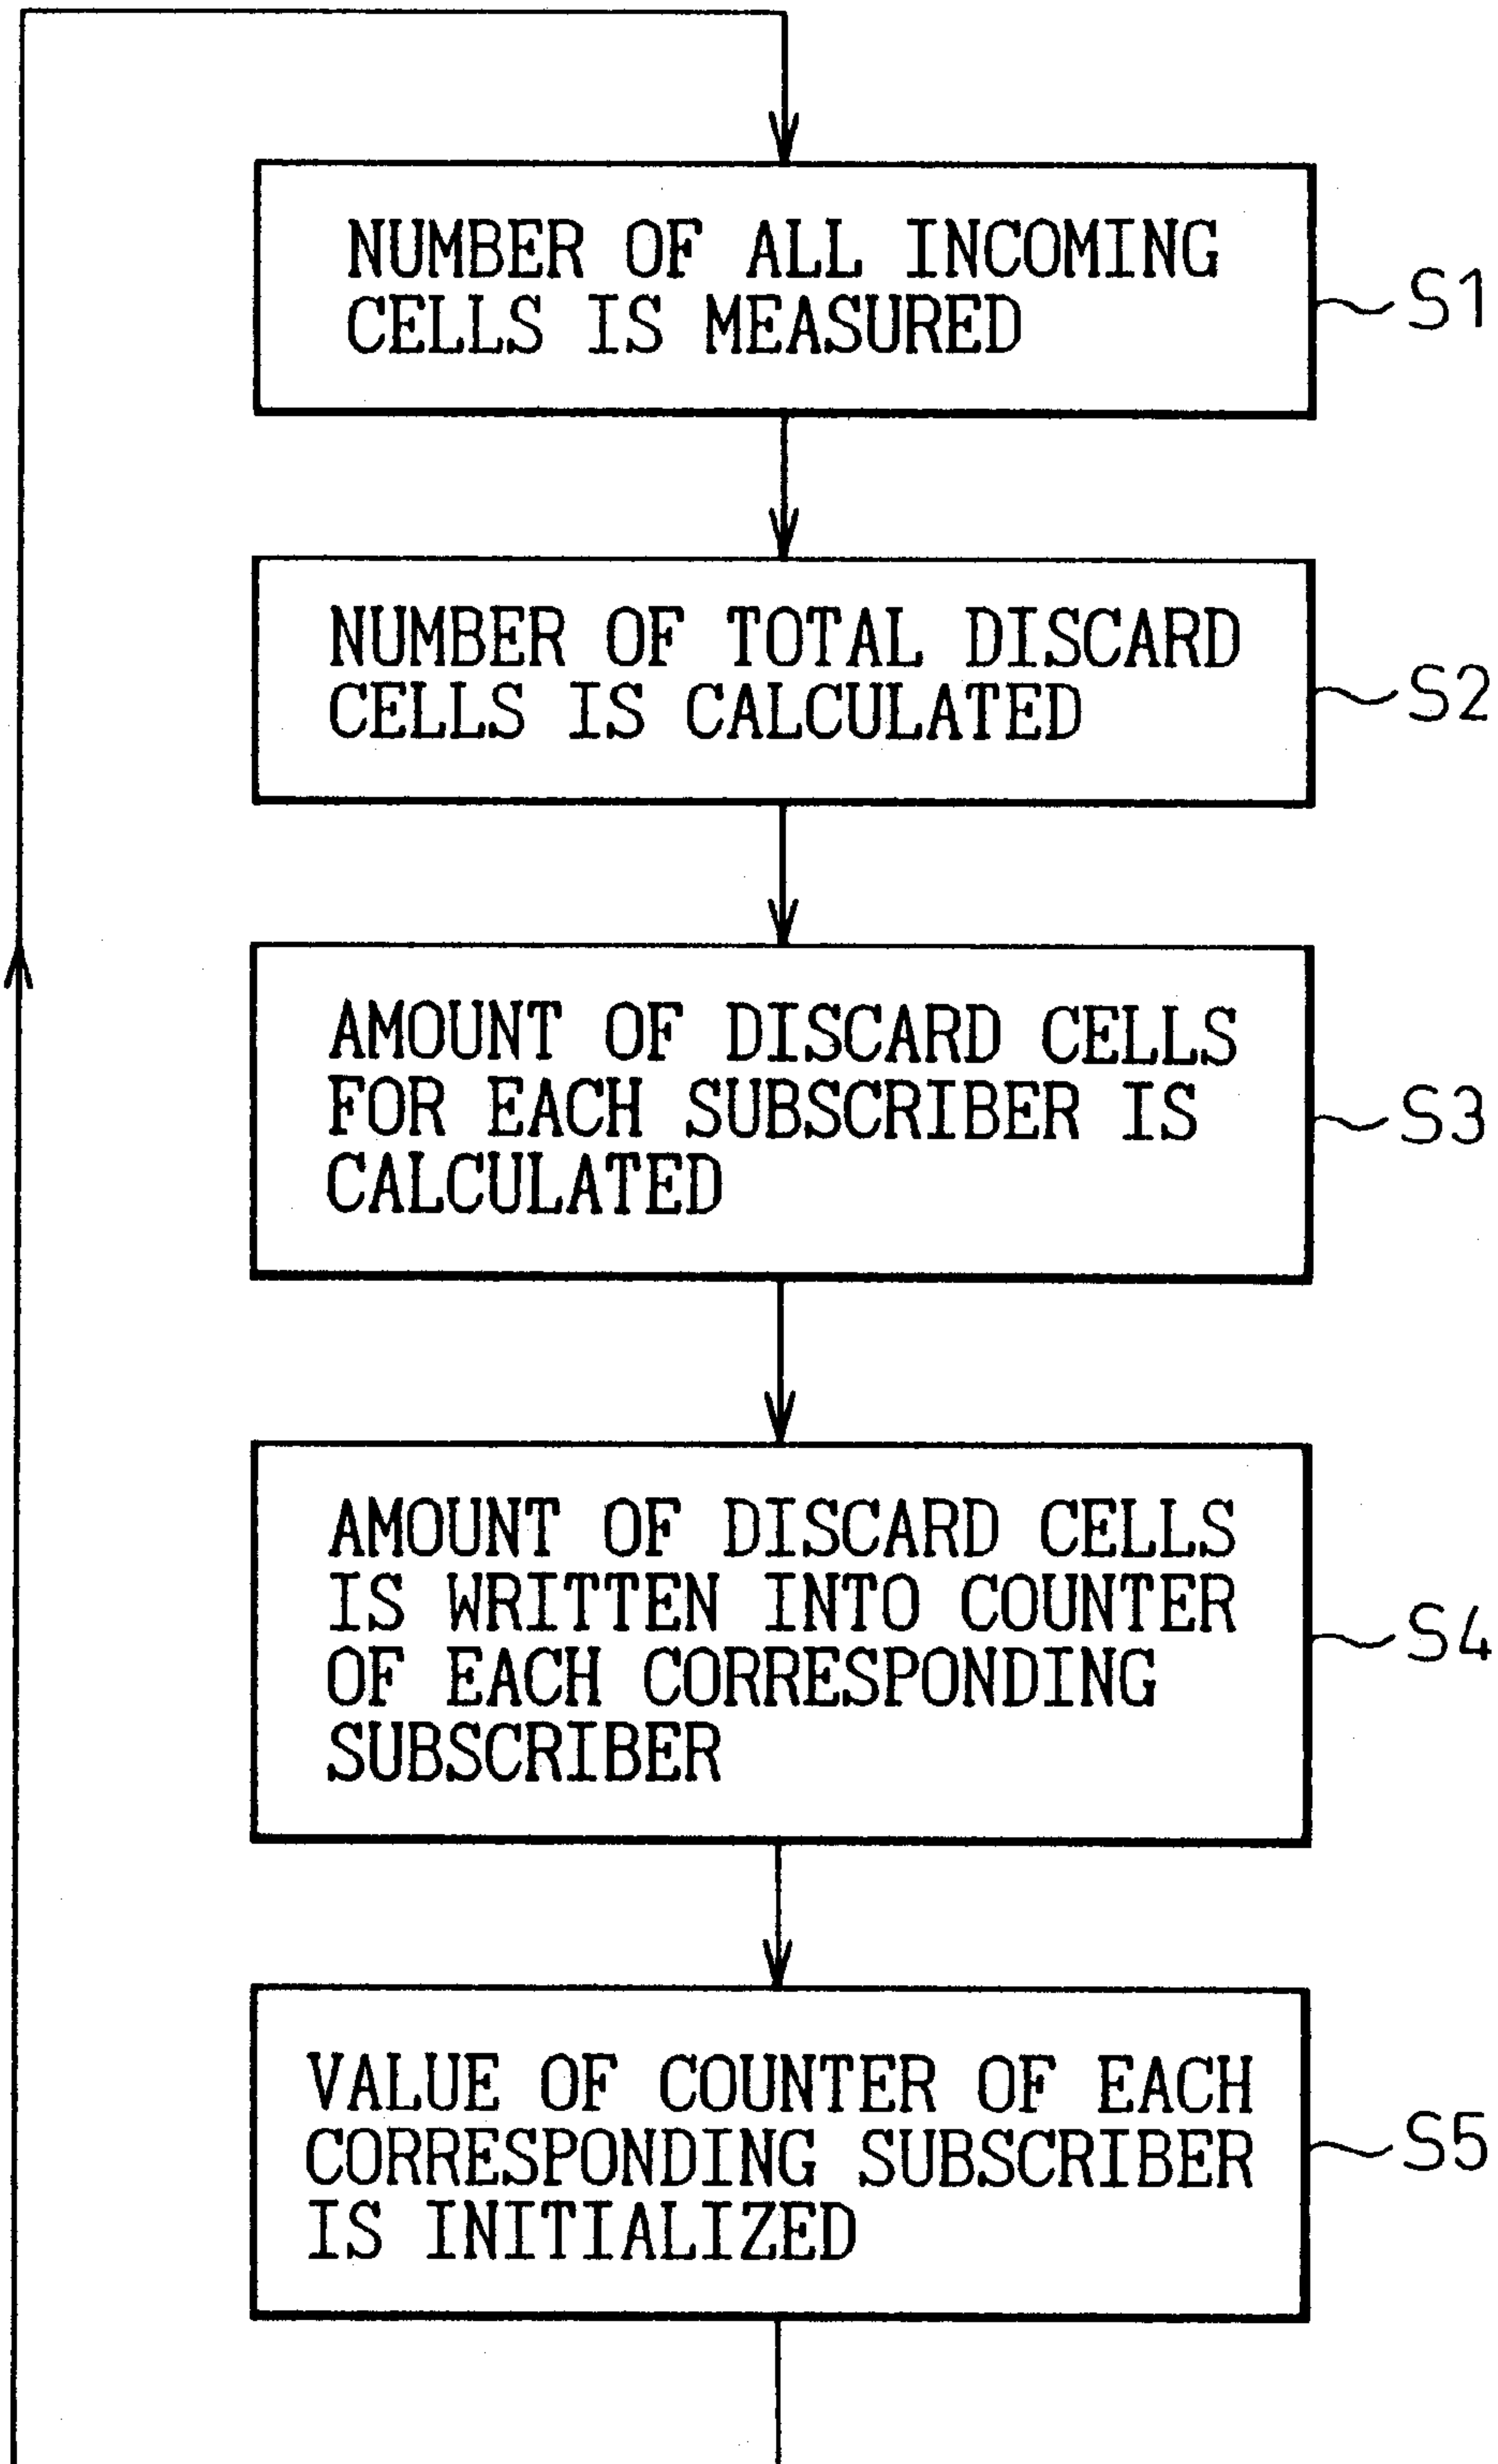 NUMBER OF ALL INCOMING
CELLS IS MEASURED
S1
NUMBER OF TOTAL DISCARD
CELLS IS CALCULATED
S2
AMOUNT OF DISCARD CELLS
FOR EACH SUBSCRIBER IS
CALCULATED
S3
AMOUNT OF DISCARD CELLS
IS WRITTEN INTO COUNTER
OF EACH CORRESPONDING
SUBSCRIBER
S4
VALUE OF COUNTER OF EACH
CORRESPONDING SUBSCRIBER
IS INITIALIZED
S5